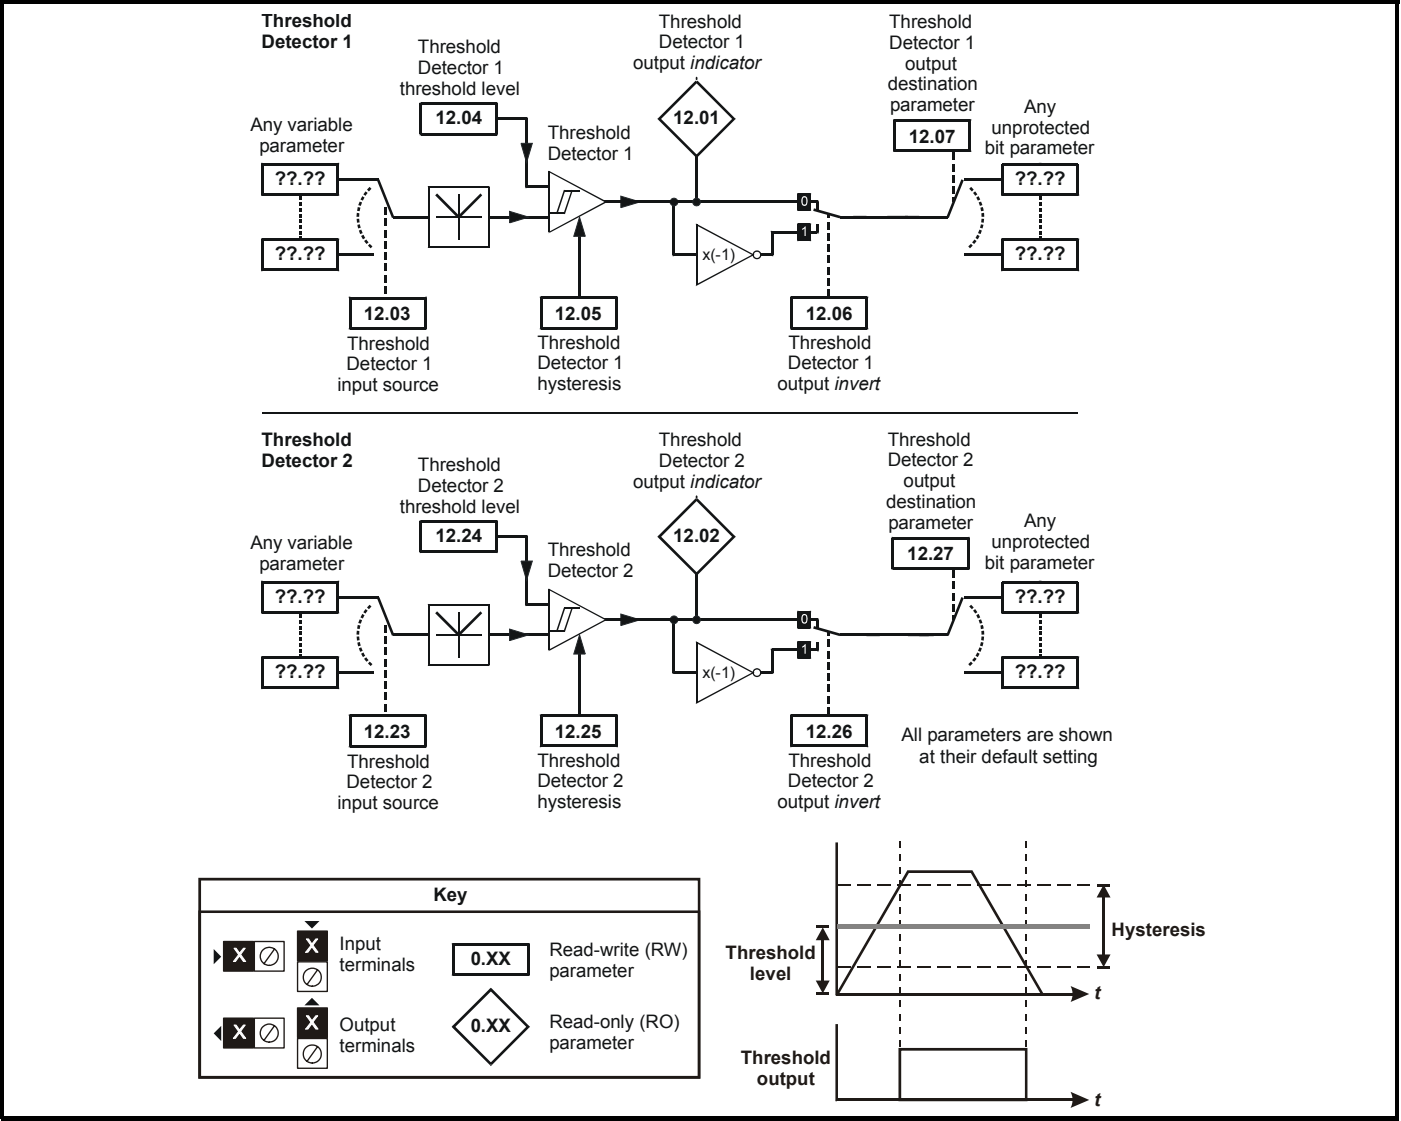 Threshold
Detector 1
Threshold
Detector 1
threshold level
12.04
Threshold
Detector 1
output indicator
12.01
Threshold
Detector 1
output
destination
parameter
12.07
Any variable
parameter
??.??
??.??
Threshold
Detector 1
Any
unprotected
bit parameter
??.??
??.??
0
1
x(-1)
12.03
Threshold
Detector 1
input source
12.05
Threshold
Detector 1
hysteresis
12.06
Threshold
Detector 1
output invert
Threshold
Detector 2
Threshold
Detector 2
threshold level
12.24
Threshold
Detector 2
output indicator
12.02
Threshold
Detector 2
output
destination
parameter
12.27
Any variable
parameter
??.??
??.??
Threshold
Detector 2
Any
unprotected
bit parameter
??.??
??.??
0
1
x(-1)
12.23
Threshold
Detector 2
input source
12.25
Threshold
Detector 2
hysteresis
12.26
Threshold
Detector 2
output invert
All parameters are shown
at their default setting
Key
X
X
Input
terminals
0.XX
Read-write (RW)
parameter
X
X
Output
terminals
0.XX
Read-only (RO)
parameter
Threshold
level
Hysteresis
t
Threshold
output
t